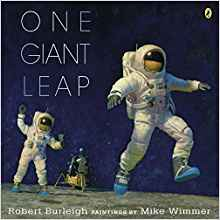 ONE
GIANT
LEAP
Robert Burleigh PAINTINGS BY Mike Wimmer